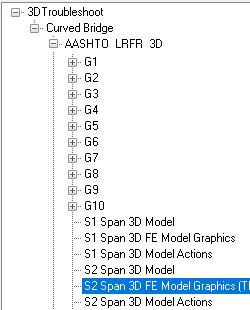 3DTroubleshoot
Curved Bridge
AASHTO LRFR 3D
G1
G2
G3
G4
G5
G6
G7
G8
G9
G10
S1 Span 3D Model
S1 Span 3D FE Model Graphics
S1 Span 3D Model Actions
S2 Span 3D Model
S2 Span 3D FE Model Graphics (T
S2 Span 3D Model Actions